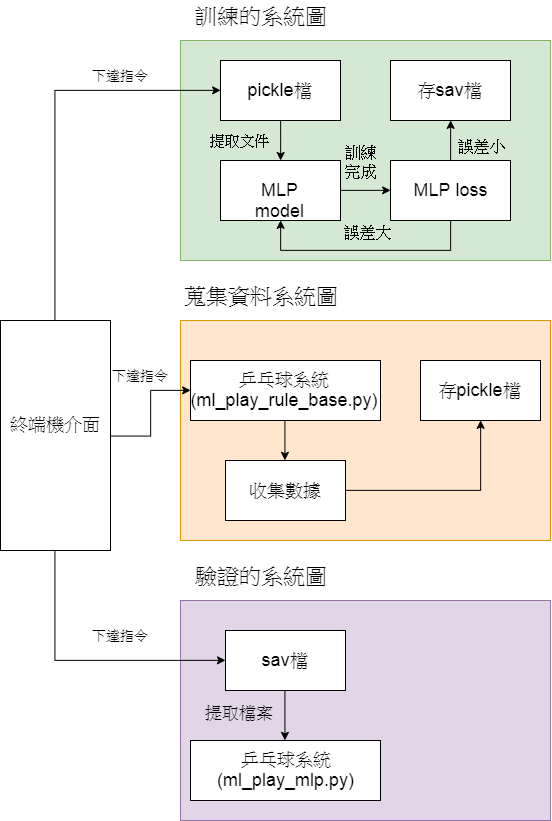 訓練的系統圖
下達指令
pickle檔
存sav檔
提取文件
訓練
完成
誤差小
MLP
model
MLP loss
誤差大
蒐集資料系統圖
下達指令
乒乓球系統
(ml_play_rule_base.py)
存pickle檔
終端機介面
收集數據
驗證的系統圖
下達指令
sav檔
提取檔案
乒乓球系統
(ml_play_mlp.py)